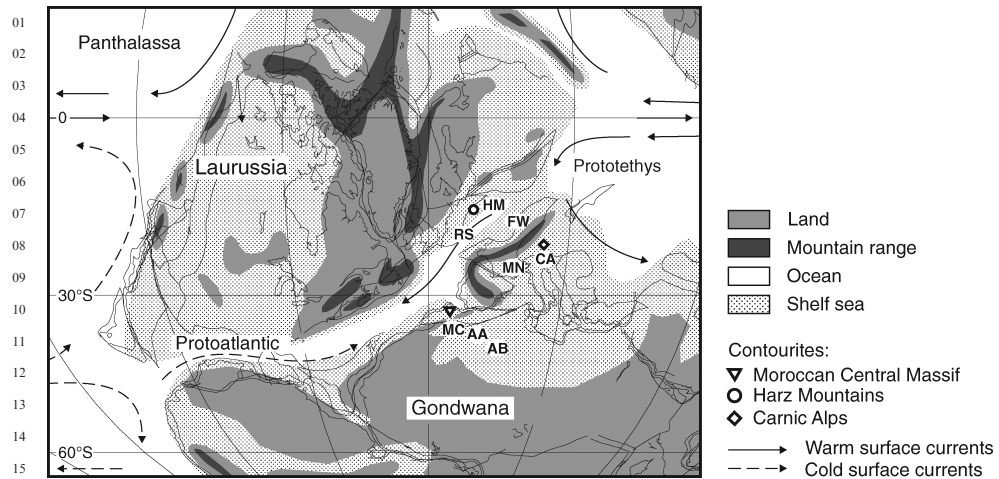 01
Panthalassa
02
03
0
04
05
Laurussia
Prototethys
06
HM
07
FW
RS
08
CA
MN
09
30°S
10
MC
AA
AB
11
Protoatlantic
12
Gondwana
13
14
60°S
15
Land
Mountain range
Ocean
Shelf sea
Contourites:
Moroccan Central Massif
Harz Mountains
Carnic Alps
Warm surface currents
Cold surface currents